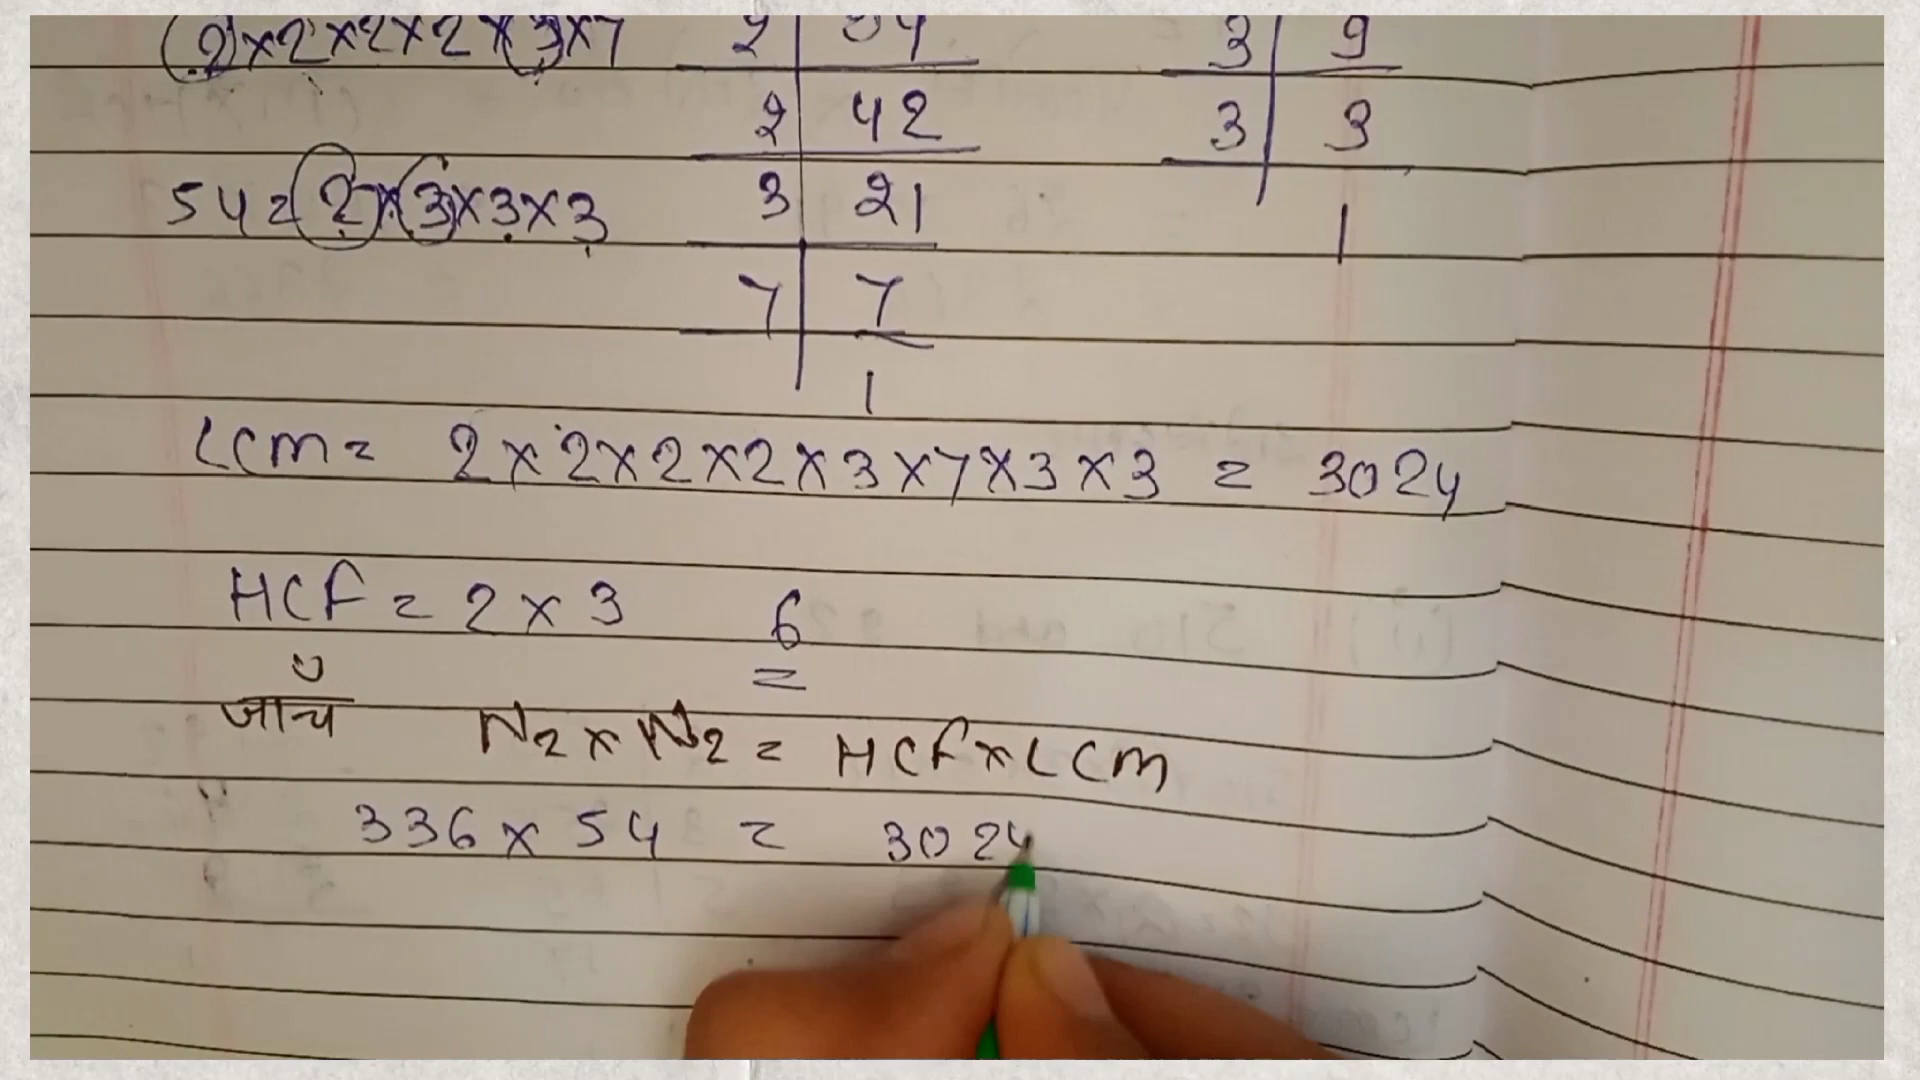 2×2×2×2×3×7
2 | 84
3 | 9
2 | 42
3 | 3
54 = 2×3×3×3
3 | 21
1
7 | 7
1
LCM = 2×2×2×2×3×7×3×3 = 3024
HCF = 2×3 6
=
जाँच N2×N2 = HCF×LCM
336×54 = 3024